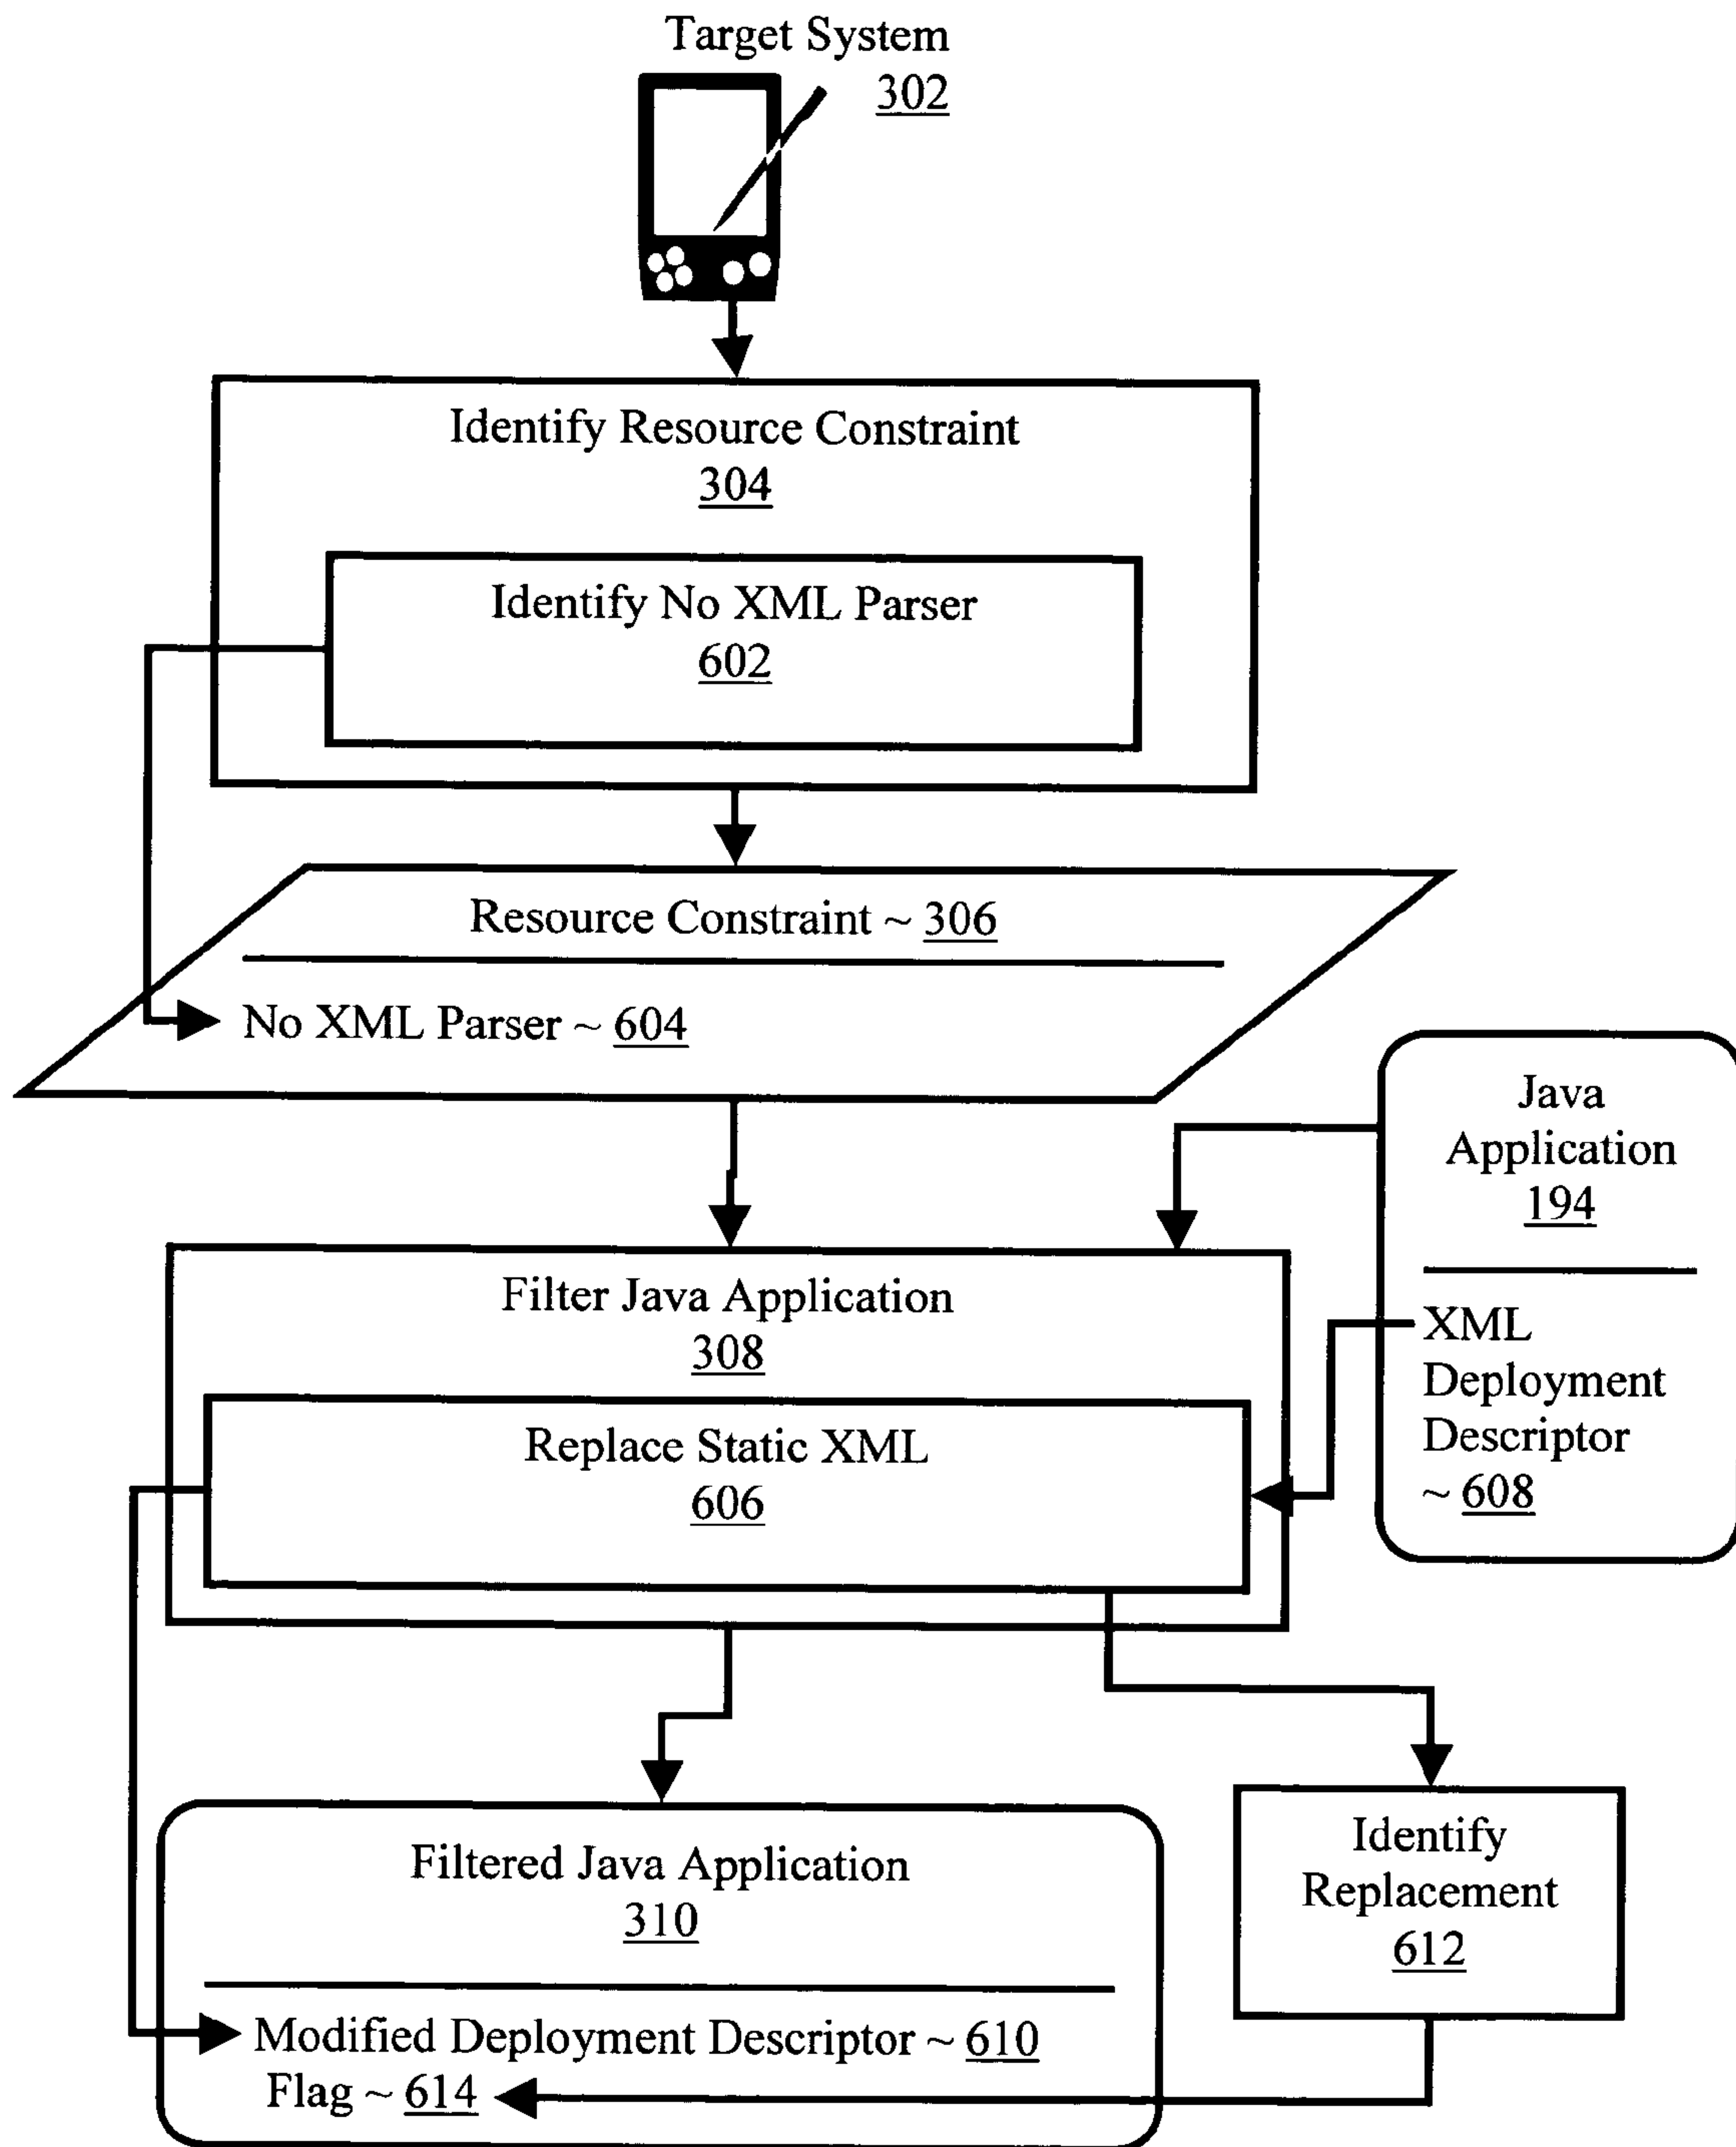 Target System
302
Identify Resource Constraint
304
Identify No XML Parser
602
Resource Constraint ~ 306
No XML Parser ~ 604
Java
Application
194
XML
Deployment
Descriptor
~ 608
Filter Java Application
308
Replace Static XML
606
Filtered Java Application
310
Modified Deployment Descriptor ~ 610
Flag ~ 614
Identify
Replacement
612